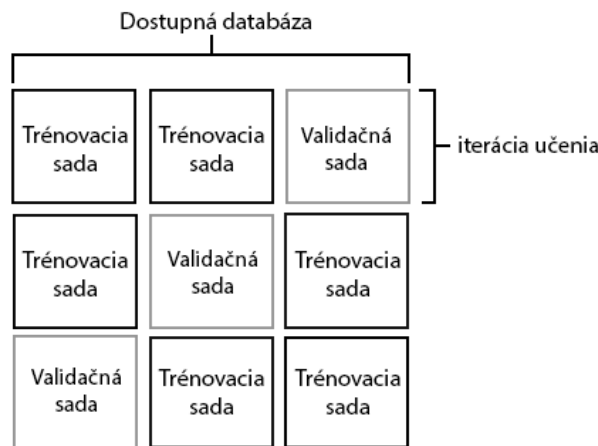 Dostupná databáza
Trénovacia
sada
Trénovacia
sada
Validačná
sada
iterácia učenia
Trénovacia
sada
Validačná
sada
Trénovacia
sada
Validačná
sada
Trénovacia
sada
Trénovacia
sada